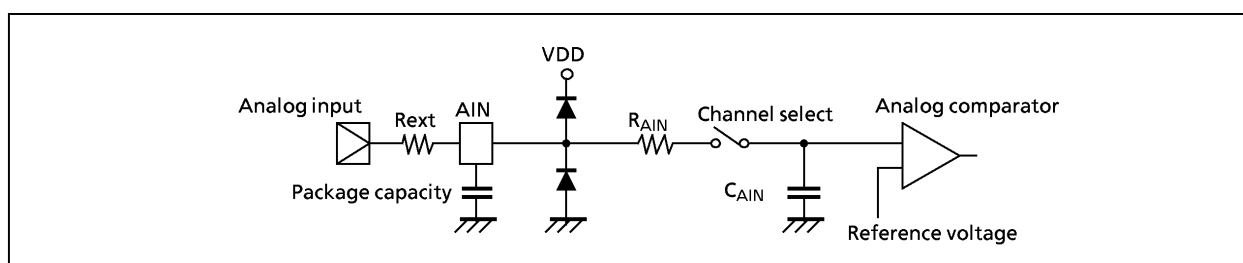 VDD
Analog input
Rext
AIN
RAIN
Channel select
Analog comparator
Package capacity
CAIN
Reference voltage